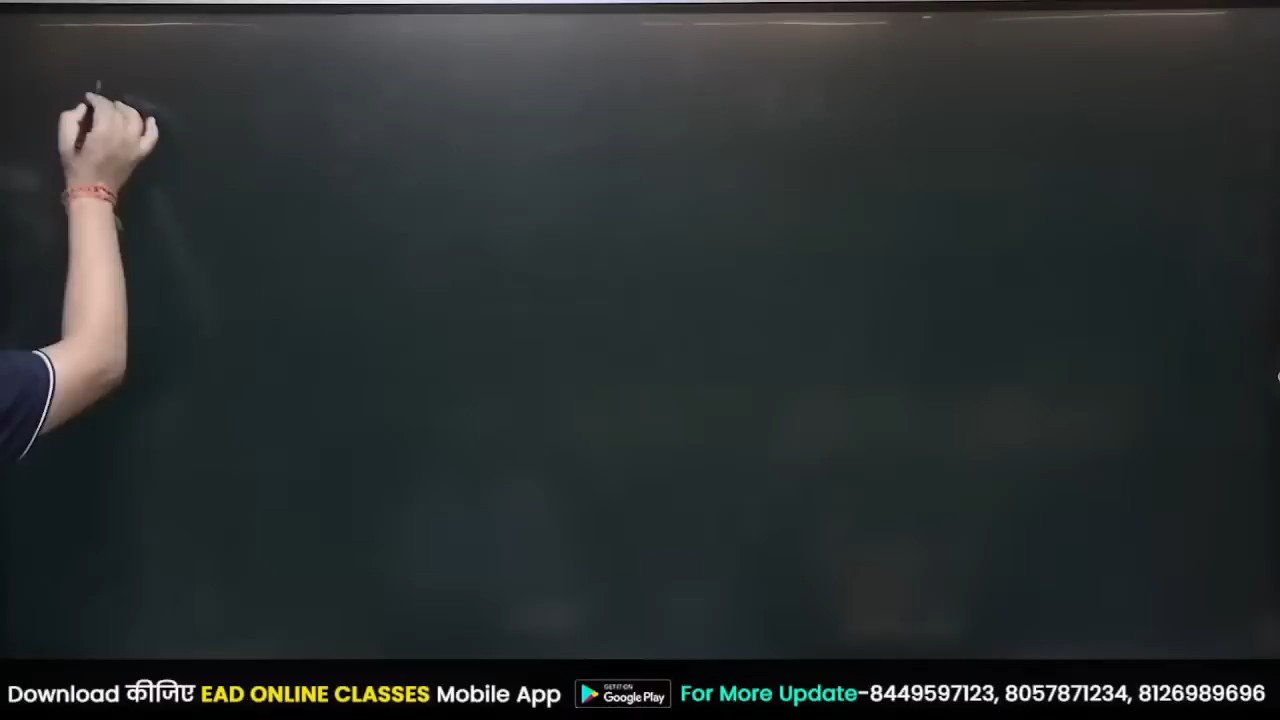 Download कीजिए EAD ONLINE CLASSES Mobile App GET IT ON Google Play For More Update-8449597123, 8057871234, 8126989696